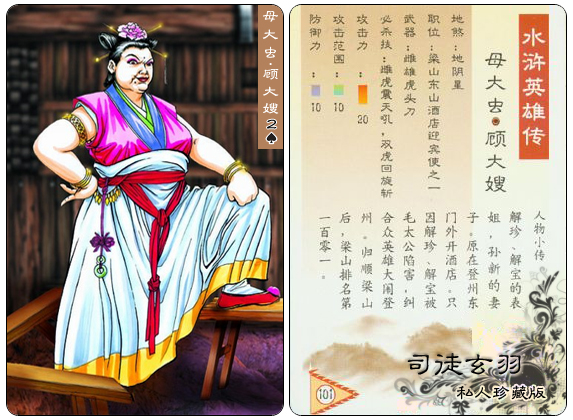 母大虫·顾大嫂
2
♠
水浒英雄传
母大虫 顾大嫂
地煞：地阴星
职位：梁山东山酒店迎宾使之一
武器：雌雄虎头刀
必杀技：雌虎震天吼，双虎回旋斩
攻击力：20
攻击范围：10
防御力：10
人物小传
解珍、解宝的表
姐，孙新的妻
子。原在登州东
门外开酒店。只
因解珍、解宝被
毛太公陷害，纠
合众英雄大闹登
州。归顺梁山
后，梁山排名第
一百零一。
101
司徒玄羽
私人珍藏版